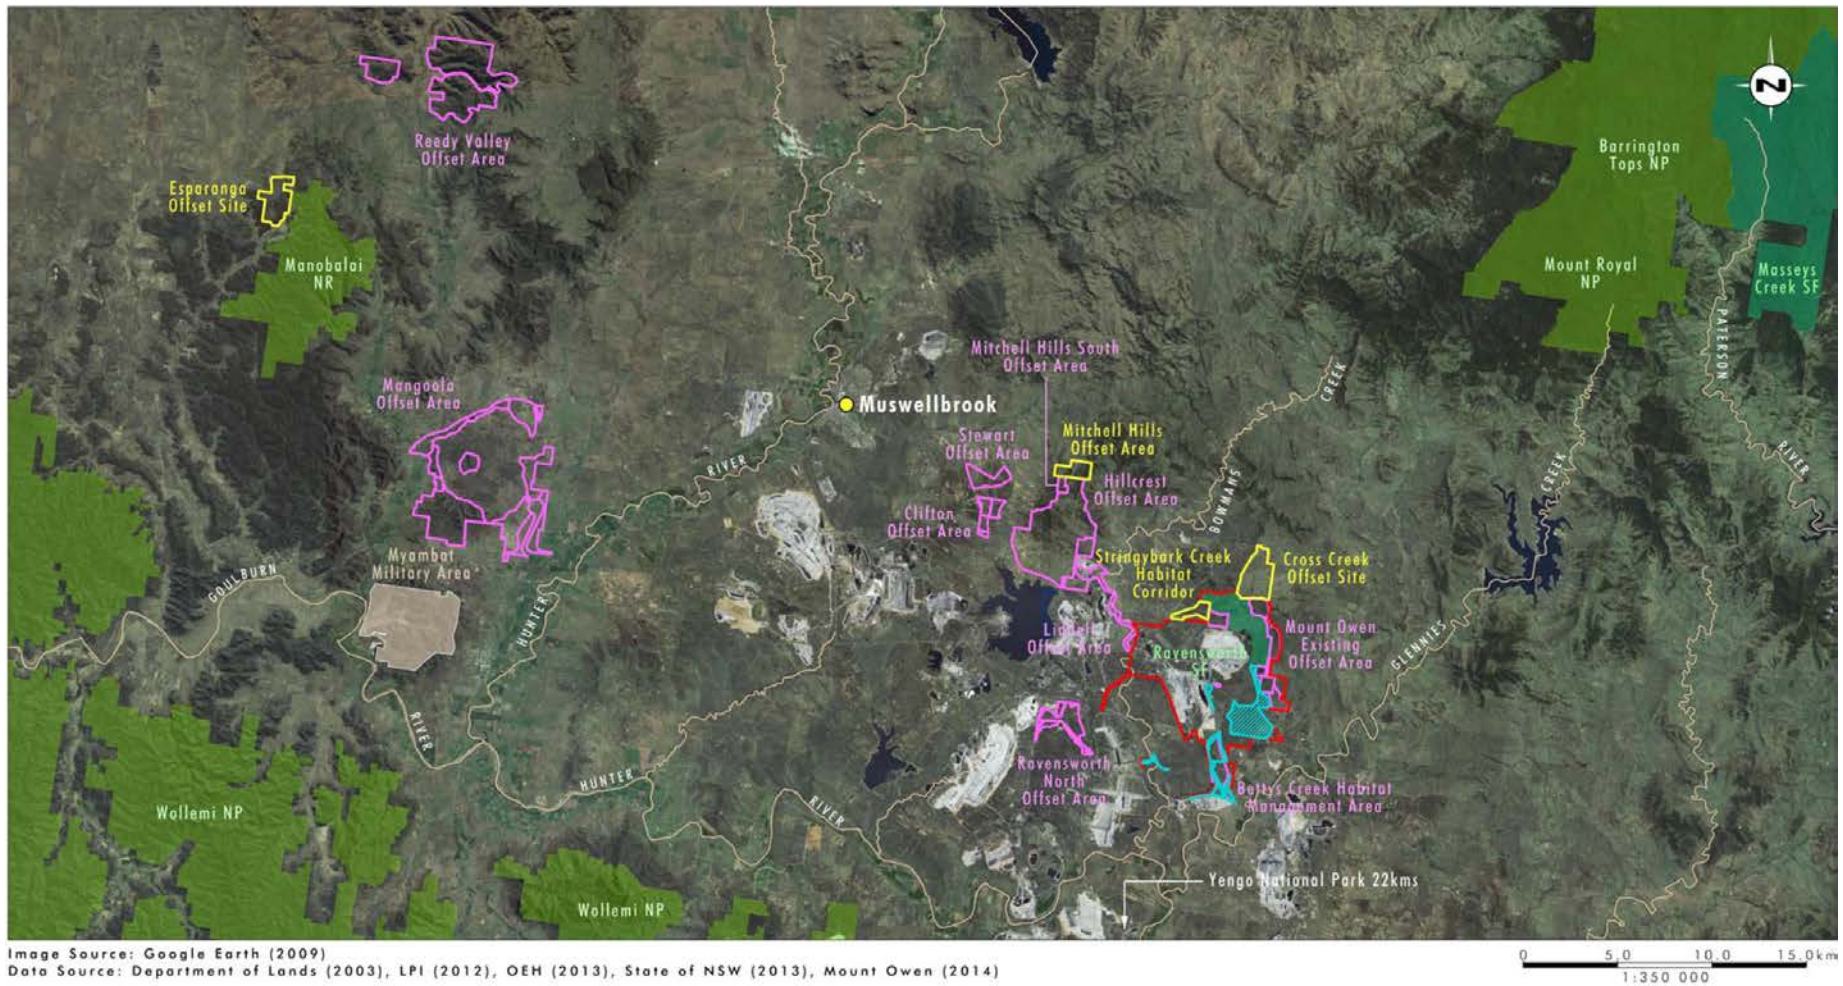 N
Reedy Valley
Offset Area
Barrington
Tops NP
Esparanga
Offset Site
Manobalai
NR
Mount Royal
NP
Masseys
Creek SF
PATERSON
RIVER
Mitchell Hills South
Offset Area
Mangoola
Offset Area
Muswellbrook
CREEK
Stewart
Offset Area
Mitchell Hills
Offset Area
RIVER
Hillcrest
Offset Area
BOWMANS
CREEK
Clifton
Offset Area
Myambat
Military Area
GOULBURN
Stringybark Creek
Habitat
Corridor
Cross Creek
Offset Site
HUNTER
Liddell
Offset Area
Ravensworth
SF
Mount Owen
Existing
Offset Area
GLENNIES
RIVER
Ravensworth
North
Offset Area
HUNTER
RIVER
Bettys Creek Habitat
Management Area
Wollemi NP
Wollemi NP
Yengo National Park 22kms
Image Source: Google Earth (2009)
Data Source: Department of Lands (2003), LPI (2012), OEH (2013), State of NSW (2013), Mount Owen (2014)
0 5.0 10.0 15.0km
1:350 000